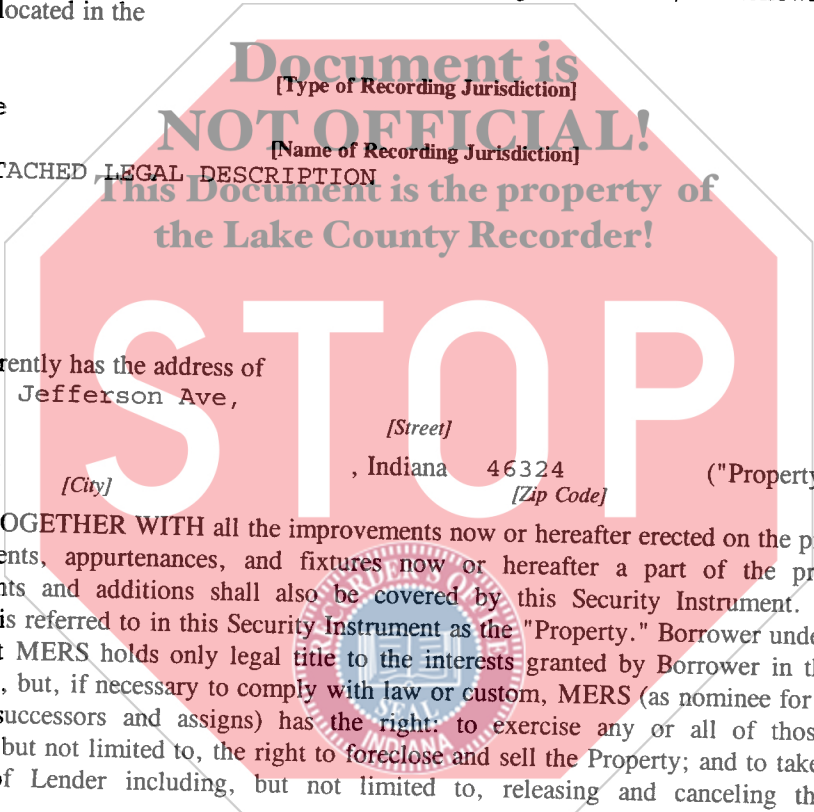 located in the
Document is
[Type of Recording Jurisdiction]
NOT OFFICIAL!
[Name of Recording Jurisdiction]
TACHED LEGAL DESCRIPTION
This Document is the property of
the Lake County Recorder!
STOP
rently has the address of
Jefferson Ave,
[Street]
, Indiana 46324 ("Property
[City] [Zip Code]
OGETHER WITH all the improvements now or hereafter erected on the p
ents, appurtenances, and fixtures now or hereafter a part of the pr
nts and additions shall also be covered by this Security Instrument.
is referred to in this Security Instrument as the "Property." Borrower unde
t MERS holds only legal title to the interests granted by Borrower in th
, but, if necessary to comply with law or custom, MERS (as nominee for
successors and assigns) has the right: to exercise any or all of thos
but not limited to, the right to foreclose and sell the Property; and to take
of Lender including, but not limited to, releasing and canceling th
RECORDER'S OFFICE
SEAL
INDIANA